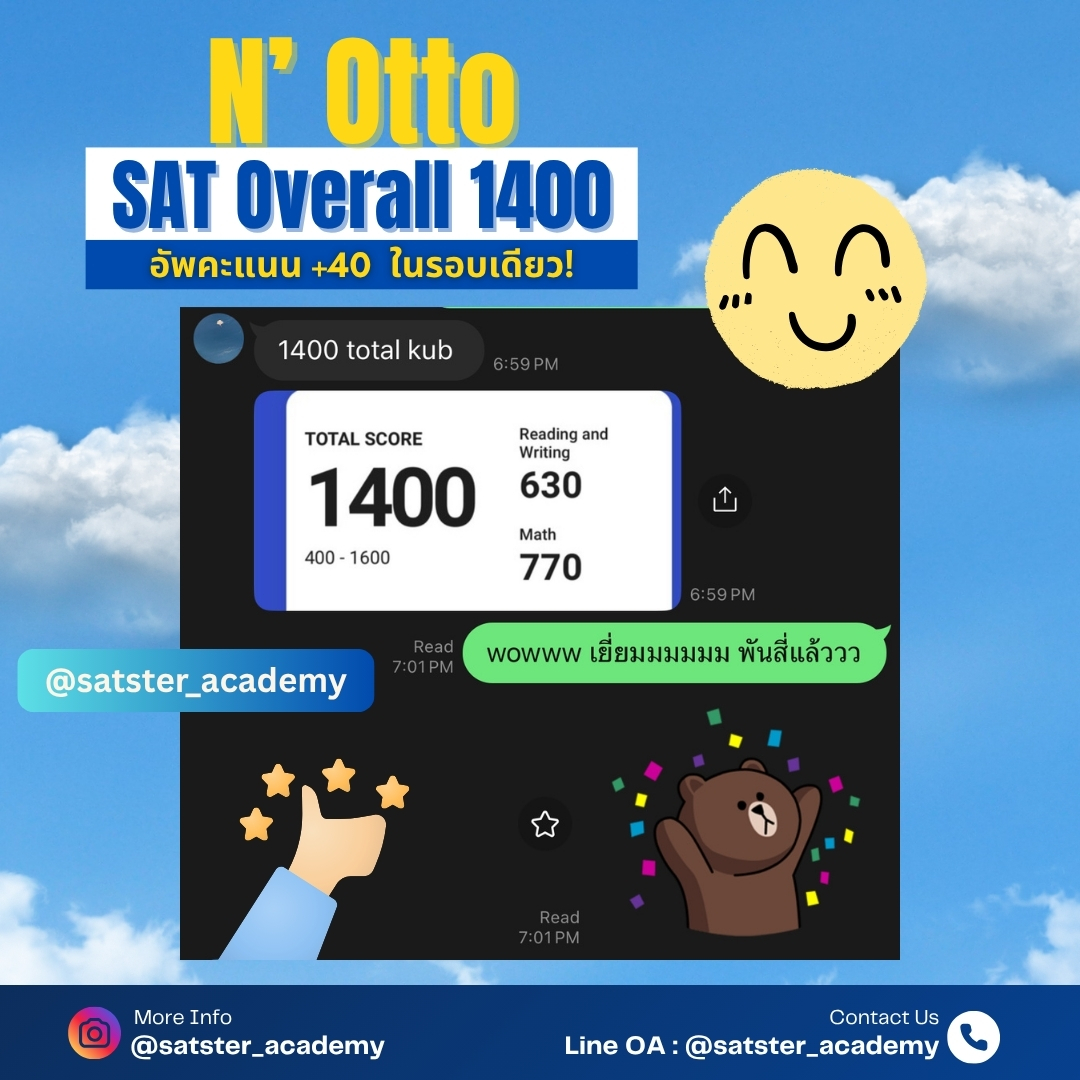 N’ Otto
SAT Overall 1400
อัพคะแนน +40 ในรอบเดียว!
1400 total kub
6:59 PM
TOTAL SCORE
1400
400 - 1600
Reading and
Writing
630
Math
770
6:59 PM
Read
7:01 PM
wowww เยี่ยมมมมมม พันสี่แล้ววว
@satster_academy
Read
7:01 PM
More Info
@satster_academy
Contact Us
Line OA : @satster_academy